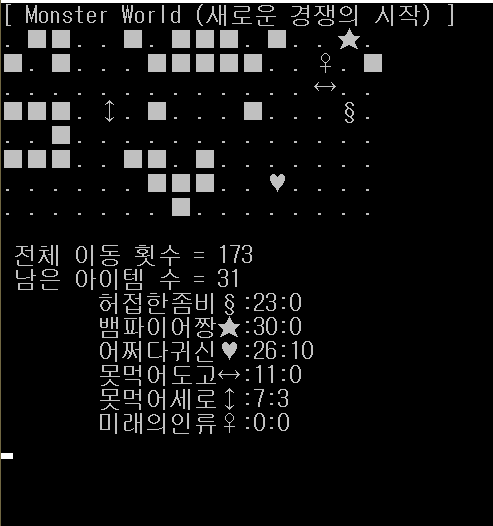 [ Monster World (새로운 경쟁의 시작) ]
. ■■. . ■. ■■■. ■. . ★.
■. ■. . . ■■■■■. . ♀. ■
. . . . . . . . . . . . . ↔. .
■■■. ↕. ■. . . ■. . . §.
. . ■. . . . . . . . . . . . .
■■■. . ■■. ■. . . . . . .
. . . . . . ■■■. . ♥. . . .
. . . . . . . ■. . . . . . . .
전체 이동 횟수 = 173
남은 아이템 수 = 31
허접한좀비§:23:0
뱀파이어짱★:30:0
어쩌다귀신♥:26:10
못먹어도고↔:11:0
못먹어세로↕:7:3
미래의인류♀:0:0